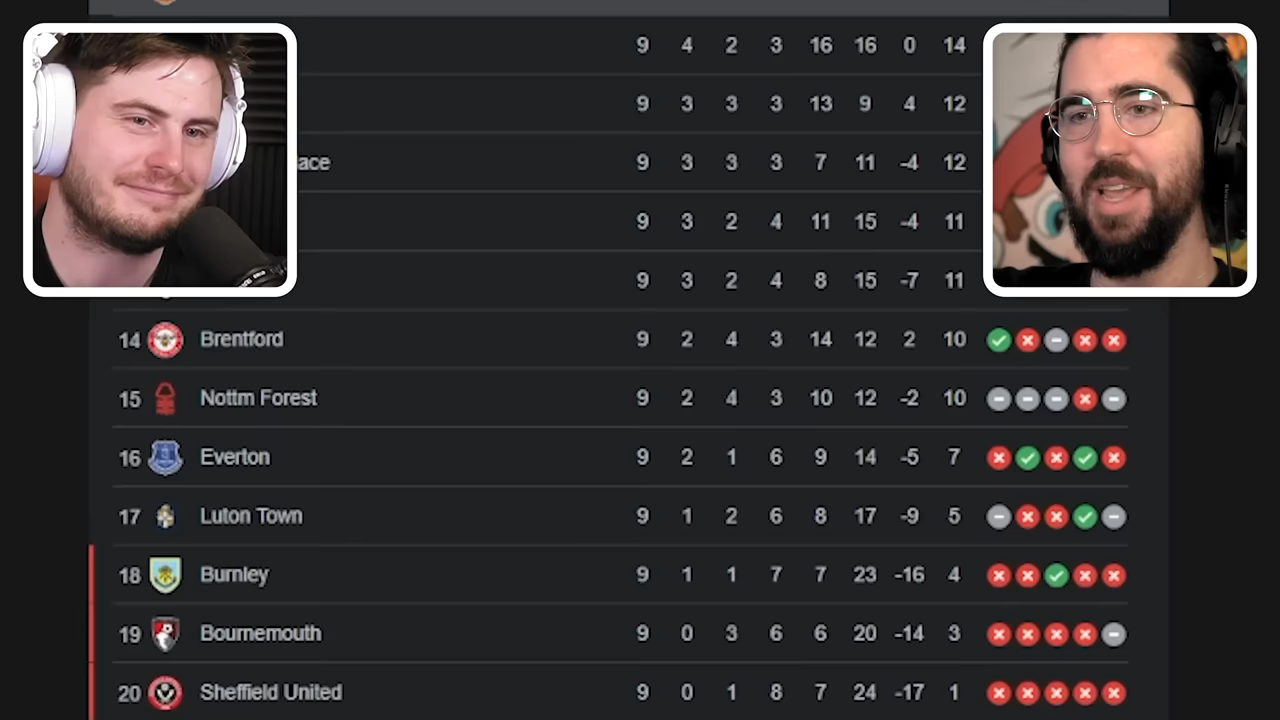 9 4 2 3 16 16 0 14
9 3 3 3 13 9 4 12
ace 9 3 3 3 7 11 -4 12
9 3 2 4 11 15 -4 11
9 3 2 4 8 15 -7 11
14 Brentford 9 2 4 3 14 12 2 10
15 Nottm Forest 9 2 4 3 10 12 -2 10
16 Everton 9 2 1 6 9 14 -5 7
17 Luton Town 9 1 2 6 8 17 -9 5
18 Burnley 9 1 1 7 7 23 -16 4
19 Bournemouth 9 0 3 6 6 20 -14 3
20 Sheffield United 9 0 1 8 7 24 -17 1